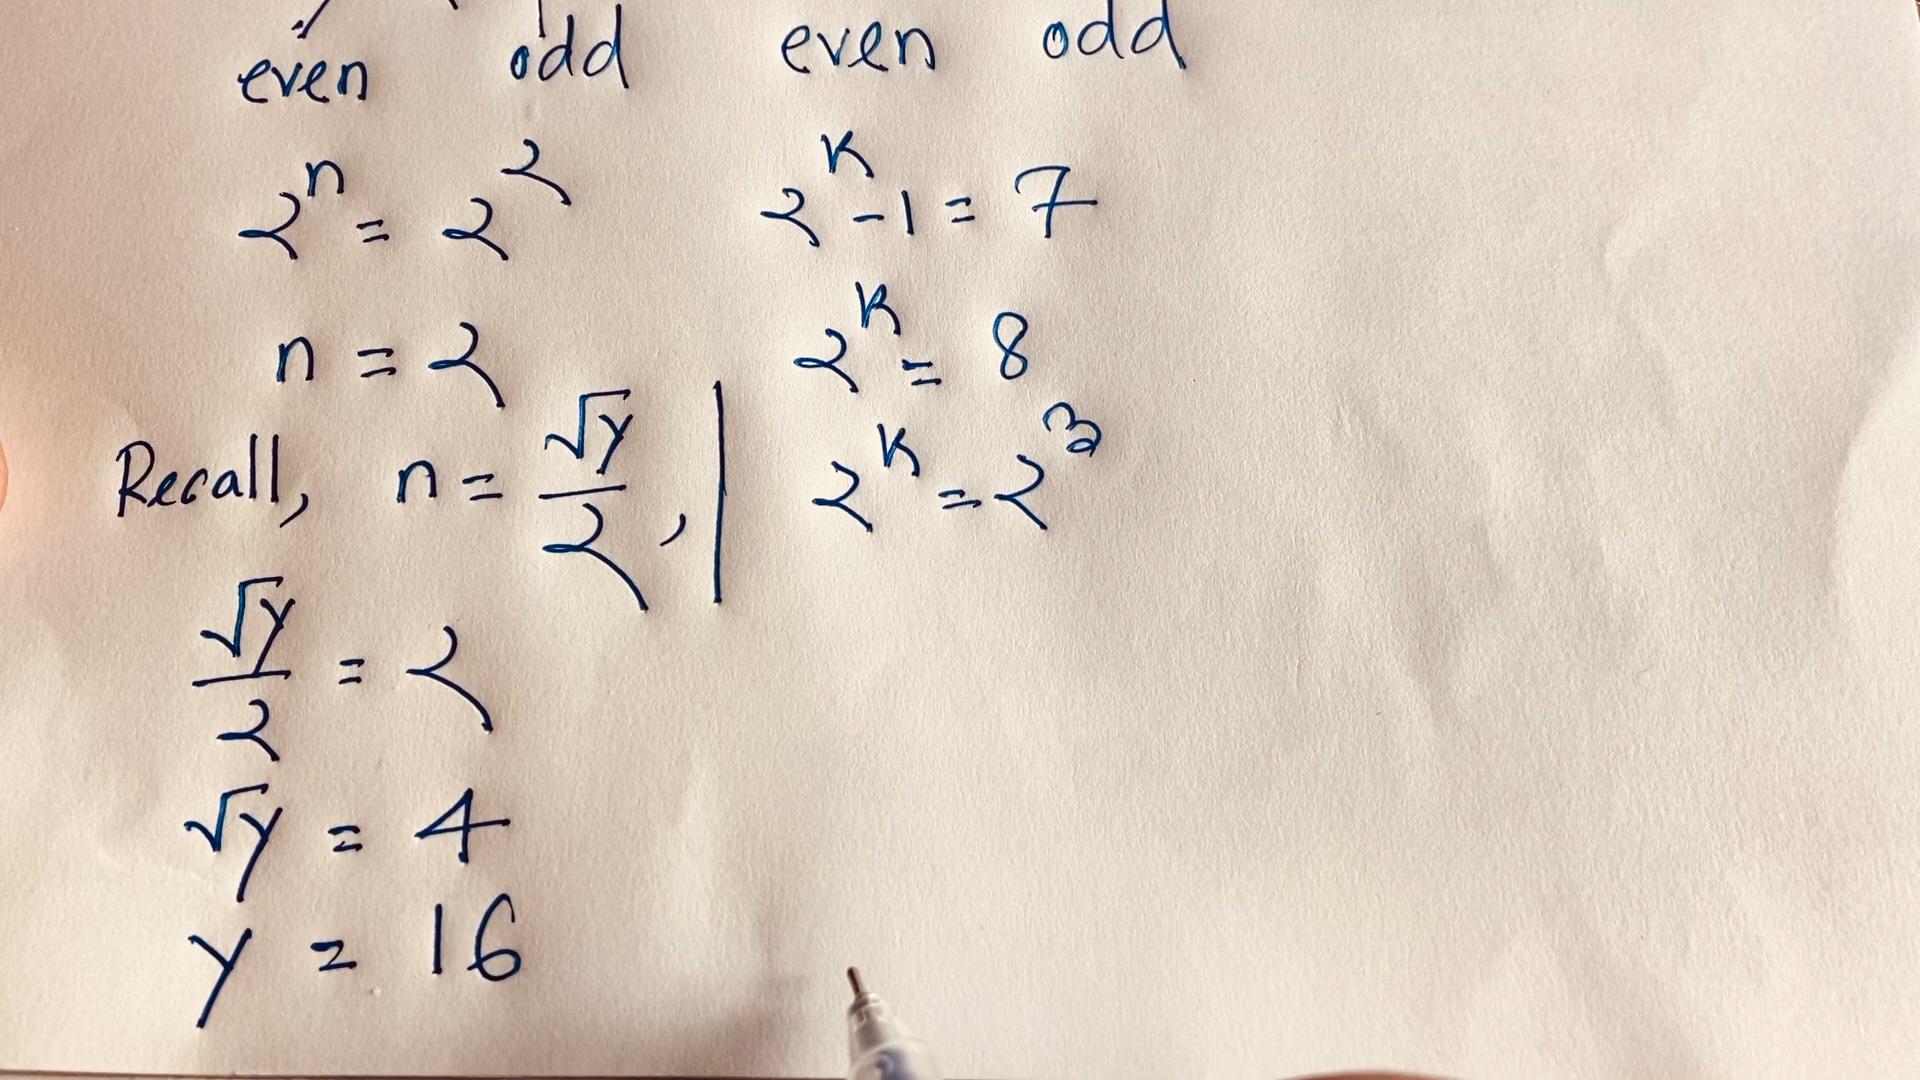 even odd even odd
2^n = 2^2
n = 2
Recall, n = √y/2,
√y/2 = 2
√y = 4
y = 16
2^k - 1 = 7
2^k = 8
2^k = 2^3